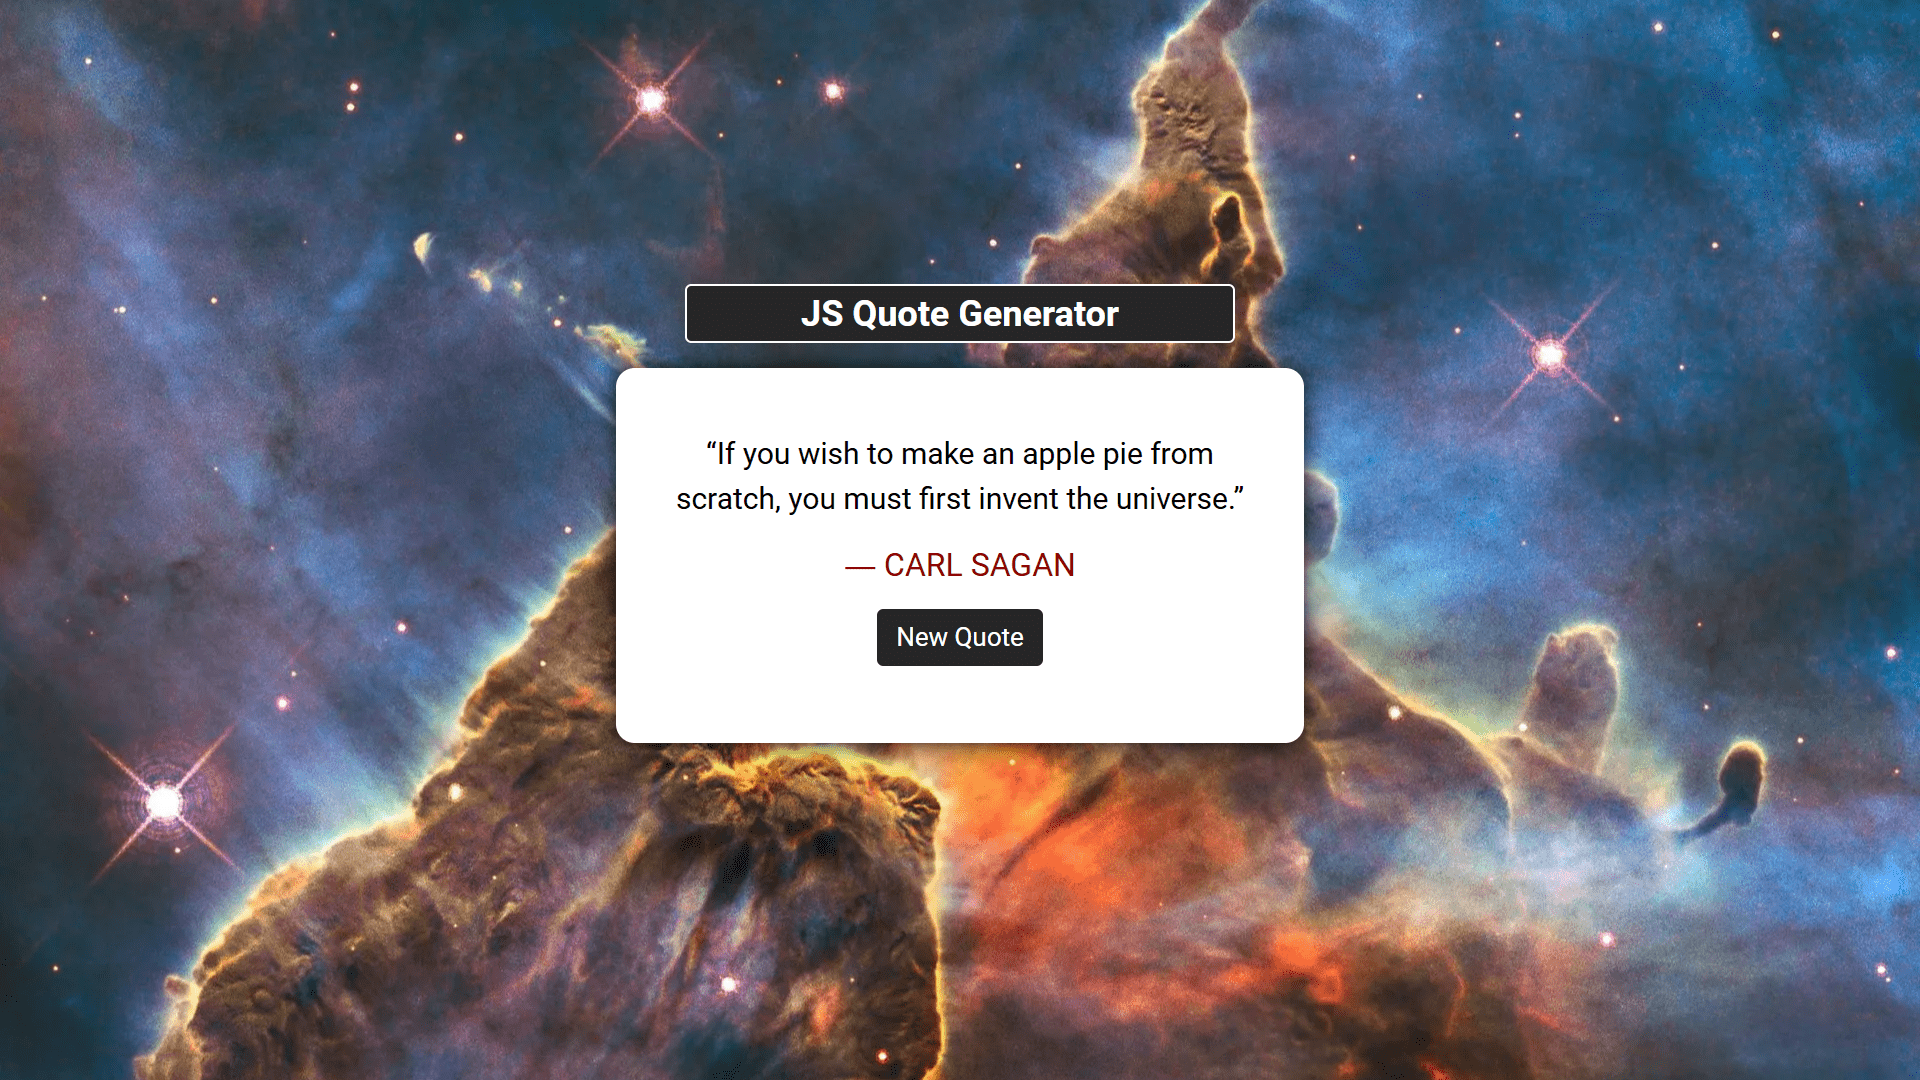 JS Quote Generator
“If you wish to make an apple pie from
scratch, you must first invent the universe.”
— CARL SAGAN
New Quote